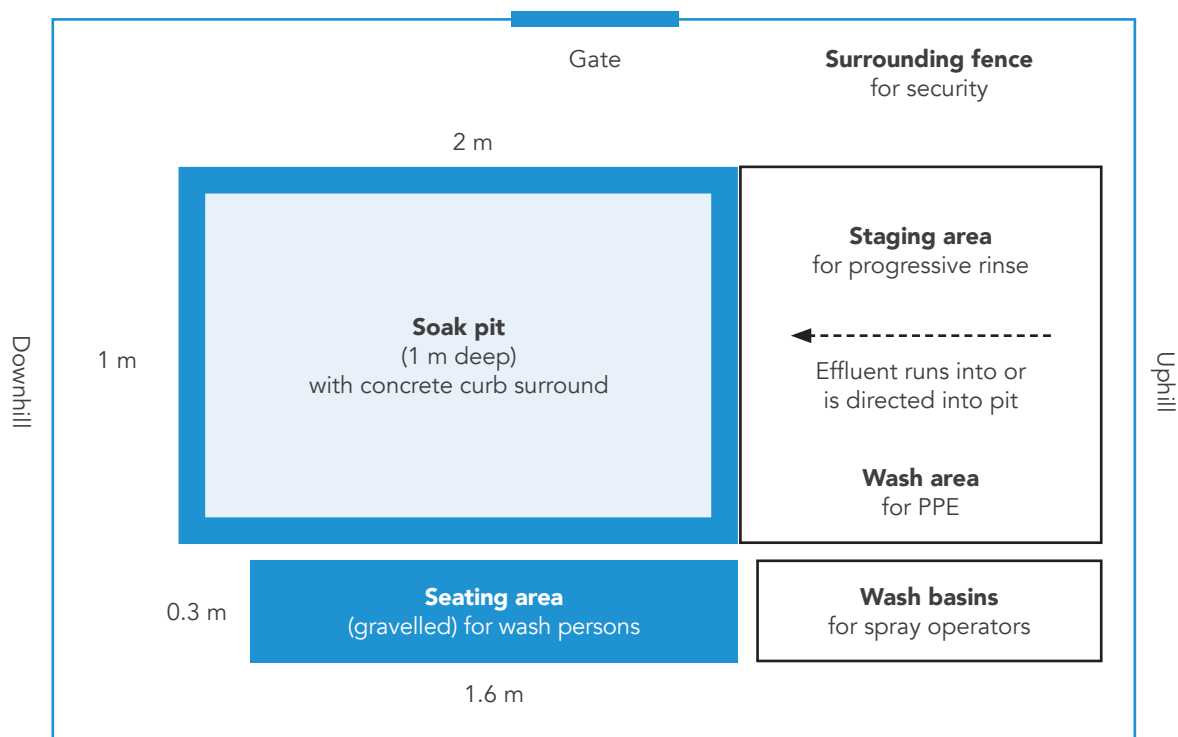 Gate
Surrounding fence
for security
2 m
Staging area
for progressive rinse
Soak pit
(1 m deep)
with concrete curb surround
Downhill
1 m
Effluent runs into or
is directed into pit
Uphill
Wash area
for PPE
0.3 m
Seating area
(gravelled) for wash persons
Wash basins
for spray operators
1.6 m